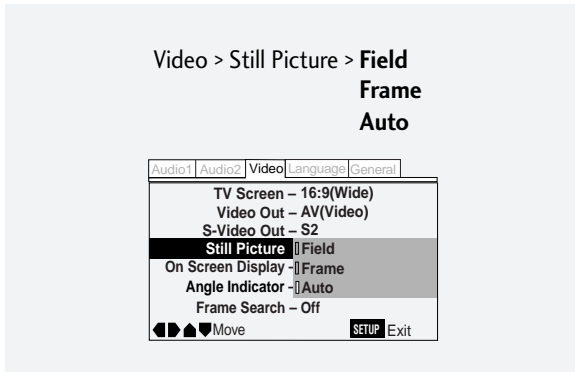 Video > Still Picture > Field
Frame
Auto
Audio1 Audio2 Video Language General
TV Screen – 16:9(Wide)
Video Out – AV(Video)
S-Video Out – S2
Still Picture Field
On Screen Display - Frame
Angle Indicator - Auto
Frame Search – Off
Move SETUP Exit